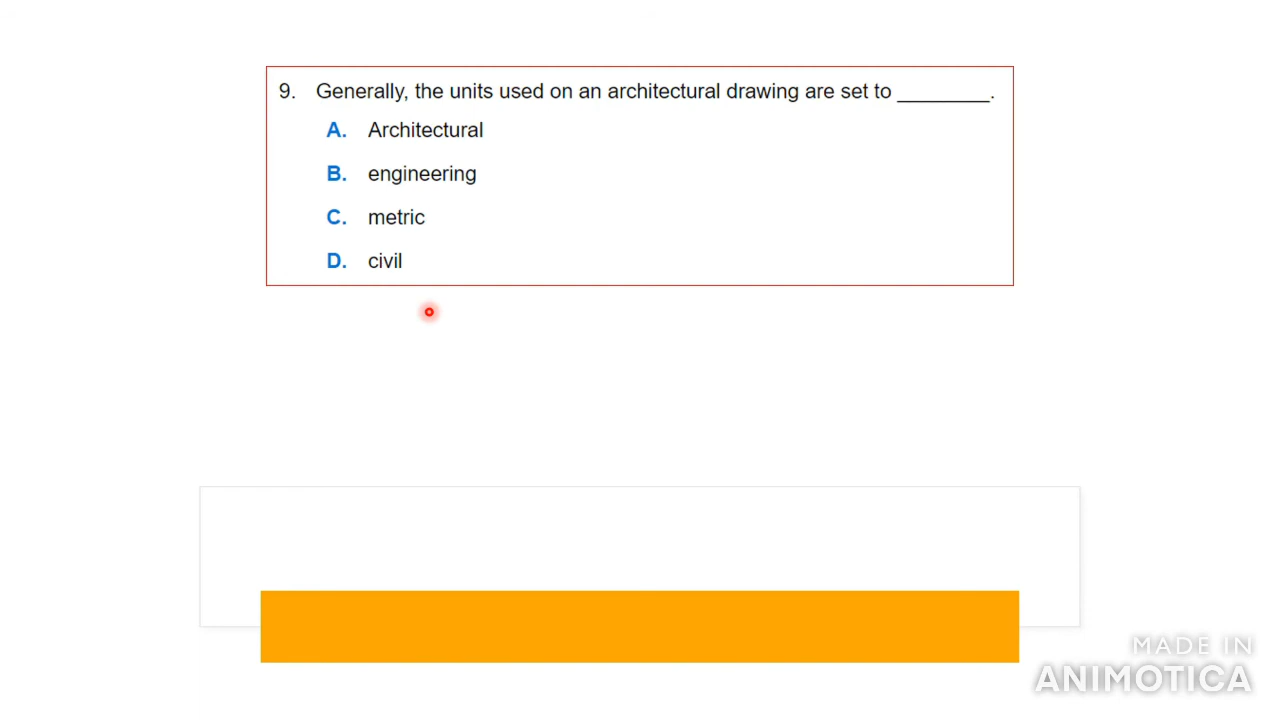 9. Generally, the units used on an architectural drawing are set to ________.
A. Architectural
B. engineering
C. metric
D. civil
MADE IN
ANIMOTICA